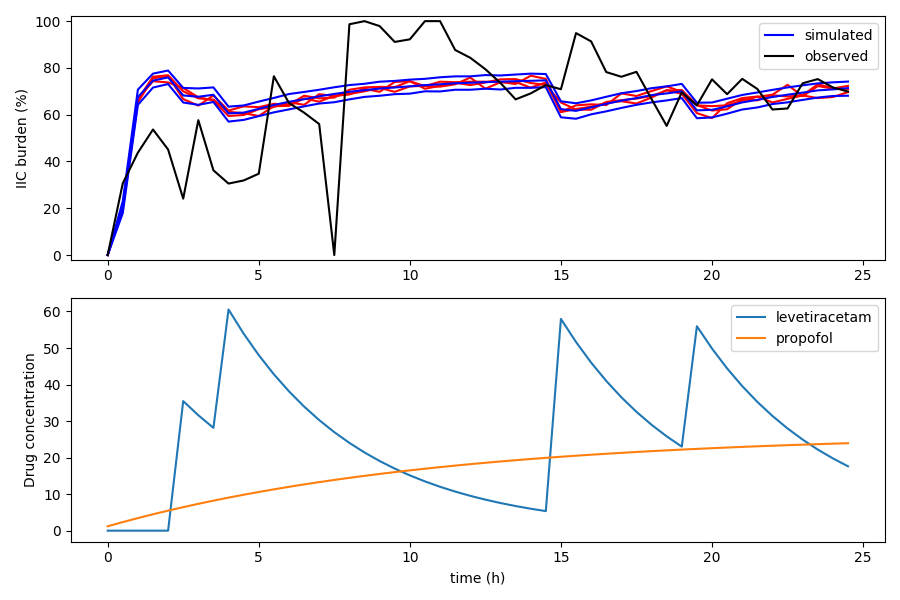 100
80
60
40
20
0
IIC burden (%)
simulated
observed
0 5 10 15 20 25
60
50
40
30
20
10
0
Drug concentration
levetiracetam
propofol
0 5 10 15 20 25
time (h)